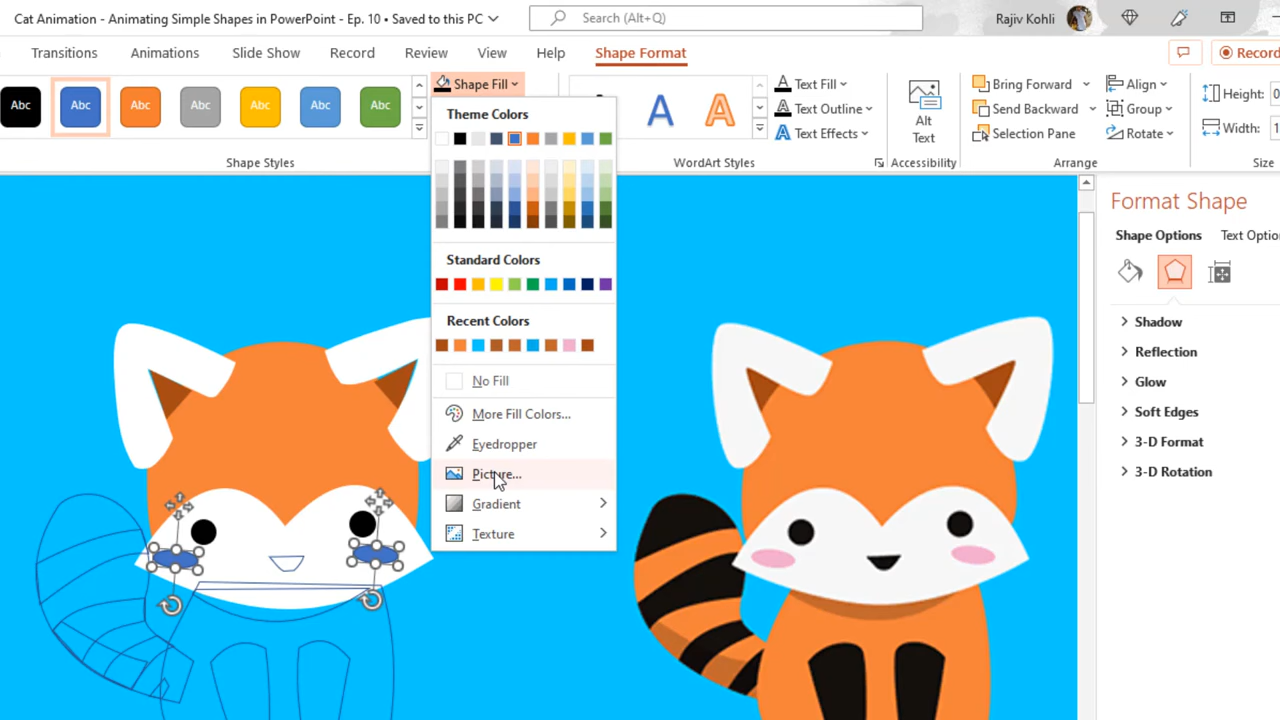 Cat Animation - Animating Simple Shapes in PowerPoint - Ep. 10 • Saved to this PC
Search (Alt+Q)
Rajiv Kohli
Transitions Animations Slide Show Record Review View Help Shape Format
Record
Abc Abc Abc Abc Abc Abc Abc
Shape Fill
Text Fill
Text Outline
Text Effects
Alt
Text
Bring Forward
Send Backward
Selection Pane
Align
Group
Rotate
Height: 0
Width: 1
Shape Styles
WordArt Styles
Accessibility
Arrange
Size
Theme Colors
Standard Colors
Recent Colors
No Fill
More Fill Colors...
Eyedropper
Picture...
Gradient
Texture
Format Shape
Shape Options Text Optio
Shadow
Reflection
Glow
Soft Edges
3-D Format
3-D Rotation